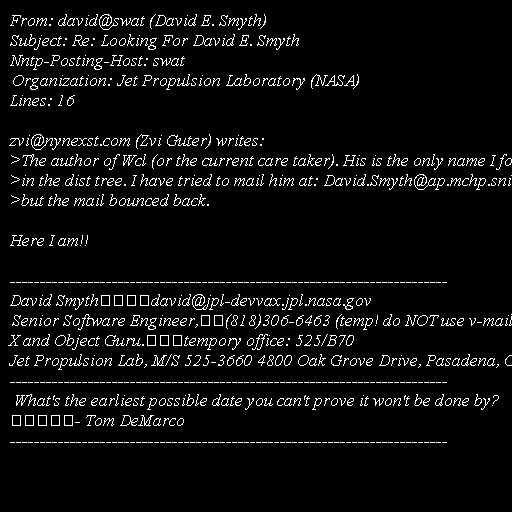 From: david@swat (David E. Smyth)
Subject: Re: Looking For David E. Smyth
Nntp-Posting-Host: swat
Organization: Jet Propulsion Laboratory (NASA)
Lines: 16

zvi@nynexst.com (Zvi Guter) writes:
>The author of Wcl (or the current care taker). His is the only name I fo
>in the dist tree. I have tried to mail him at: David.Smyth@ap.mchp.sni
>but the mail bounced back.

Here I am!!

-------------------------------------------------------------------------
David Smyth□□□□david@jpl-devvax.jpl.nasa.gov
Senior Software Engineer,□□(818)306-6463 (temp! do NOT use v-mail
X and Object Guru.□□□tempory office: 525/B70
Jet Propulsion Lab, M/S 525-3660 4800 Oak Grove Drive, Pasadena, C
-------------------------------------------------------------------------
What's the earliest possible date you can't prove it won't be done by?
□□□□□- Tom DeMarco
-------------------------------------------------------------------------